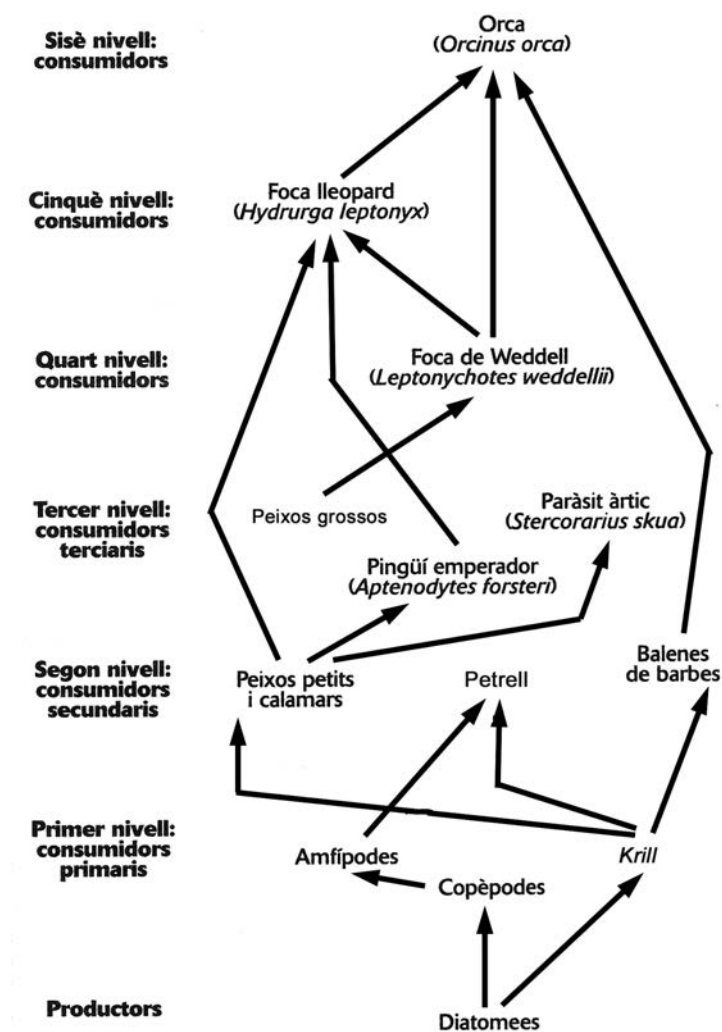 Sisè nivell:
consumidors
Orca
(Orcinus orca)
Cinquè nivell:
consumidors
Foca lleopard
(Hydrurga leptonyx)
Quart nivell:
consumidors
Foca de Weddell
(Leptonychotes weddellii)
Tercer nivell:
consumidors
terciaris
Peixos grossos
Paràsit àrtic
(Stercorarius skua)
Pingüí emperador
(Aptenodytes forsteri)
Segon nivell:
consumidors
secundaris
Peixos petits
i calamars
Petrell
Balenes
de barbes
Primer nivell:
consumidors
primaris
Amfípodes
Krill
Copèpodes
Productors
Diatomees